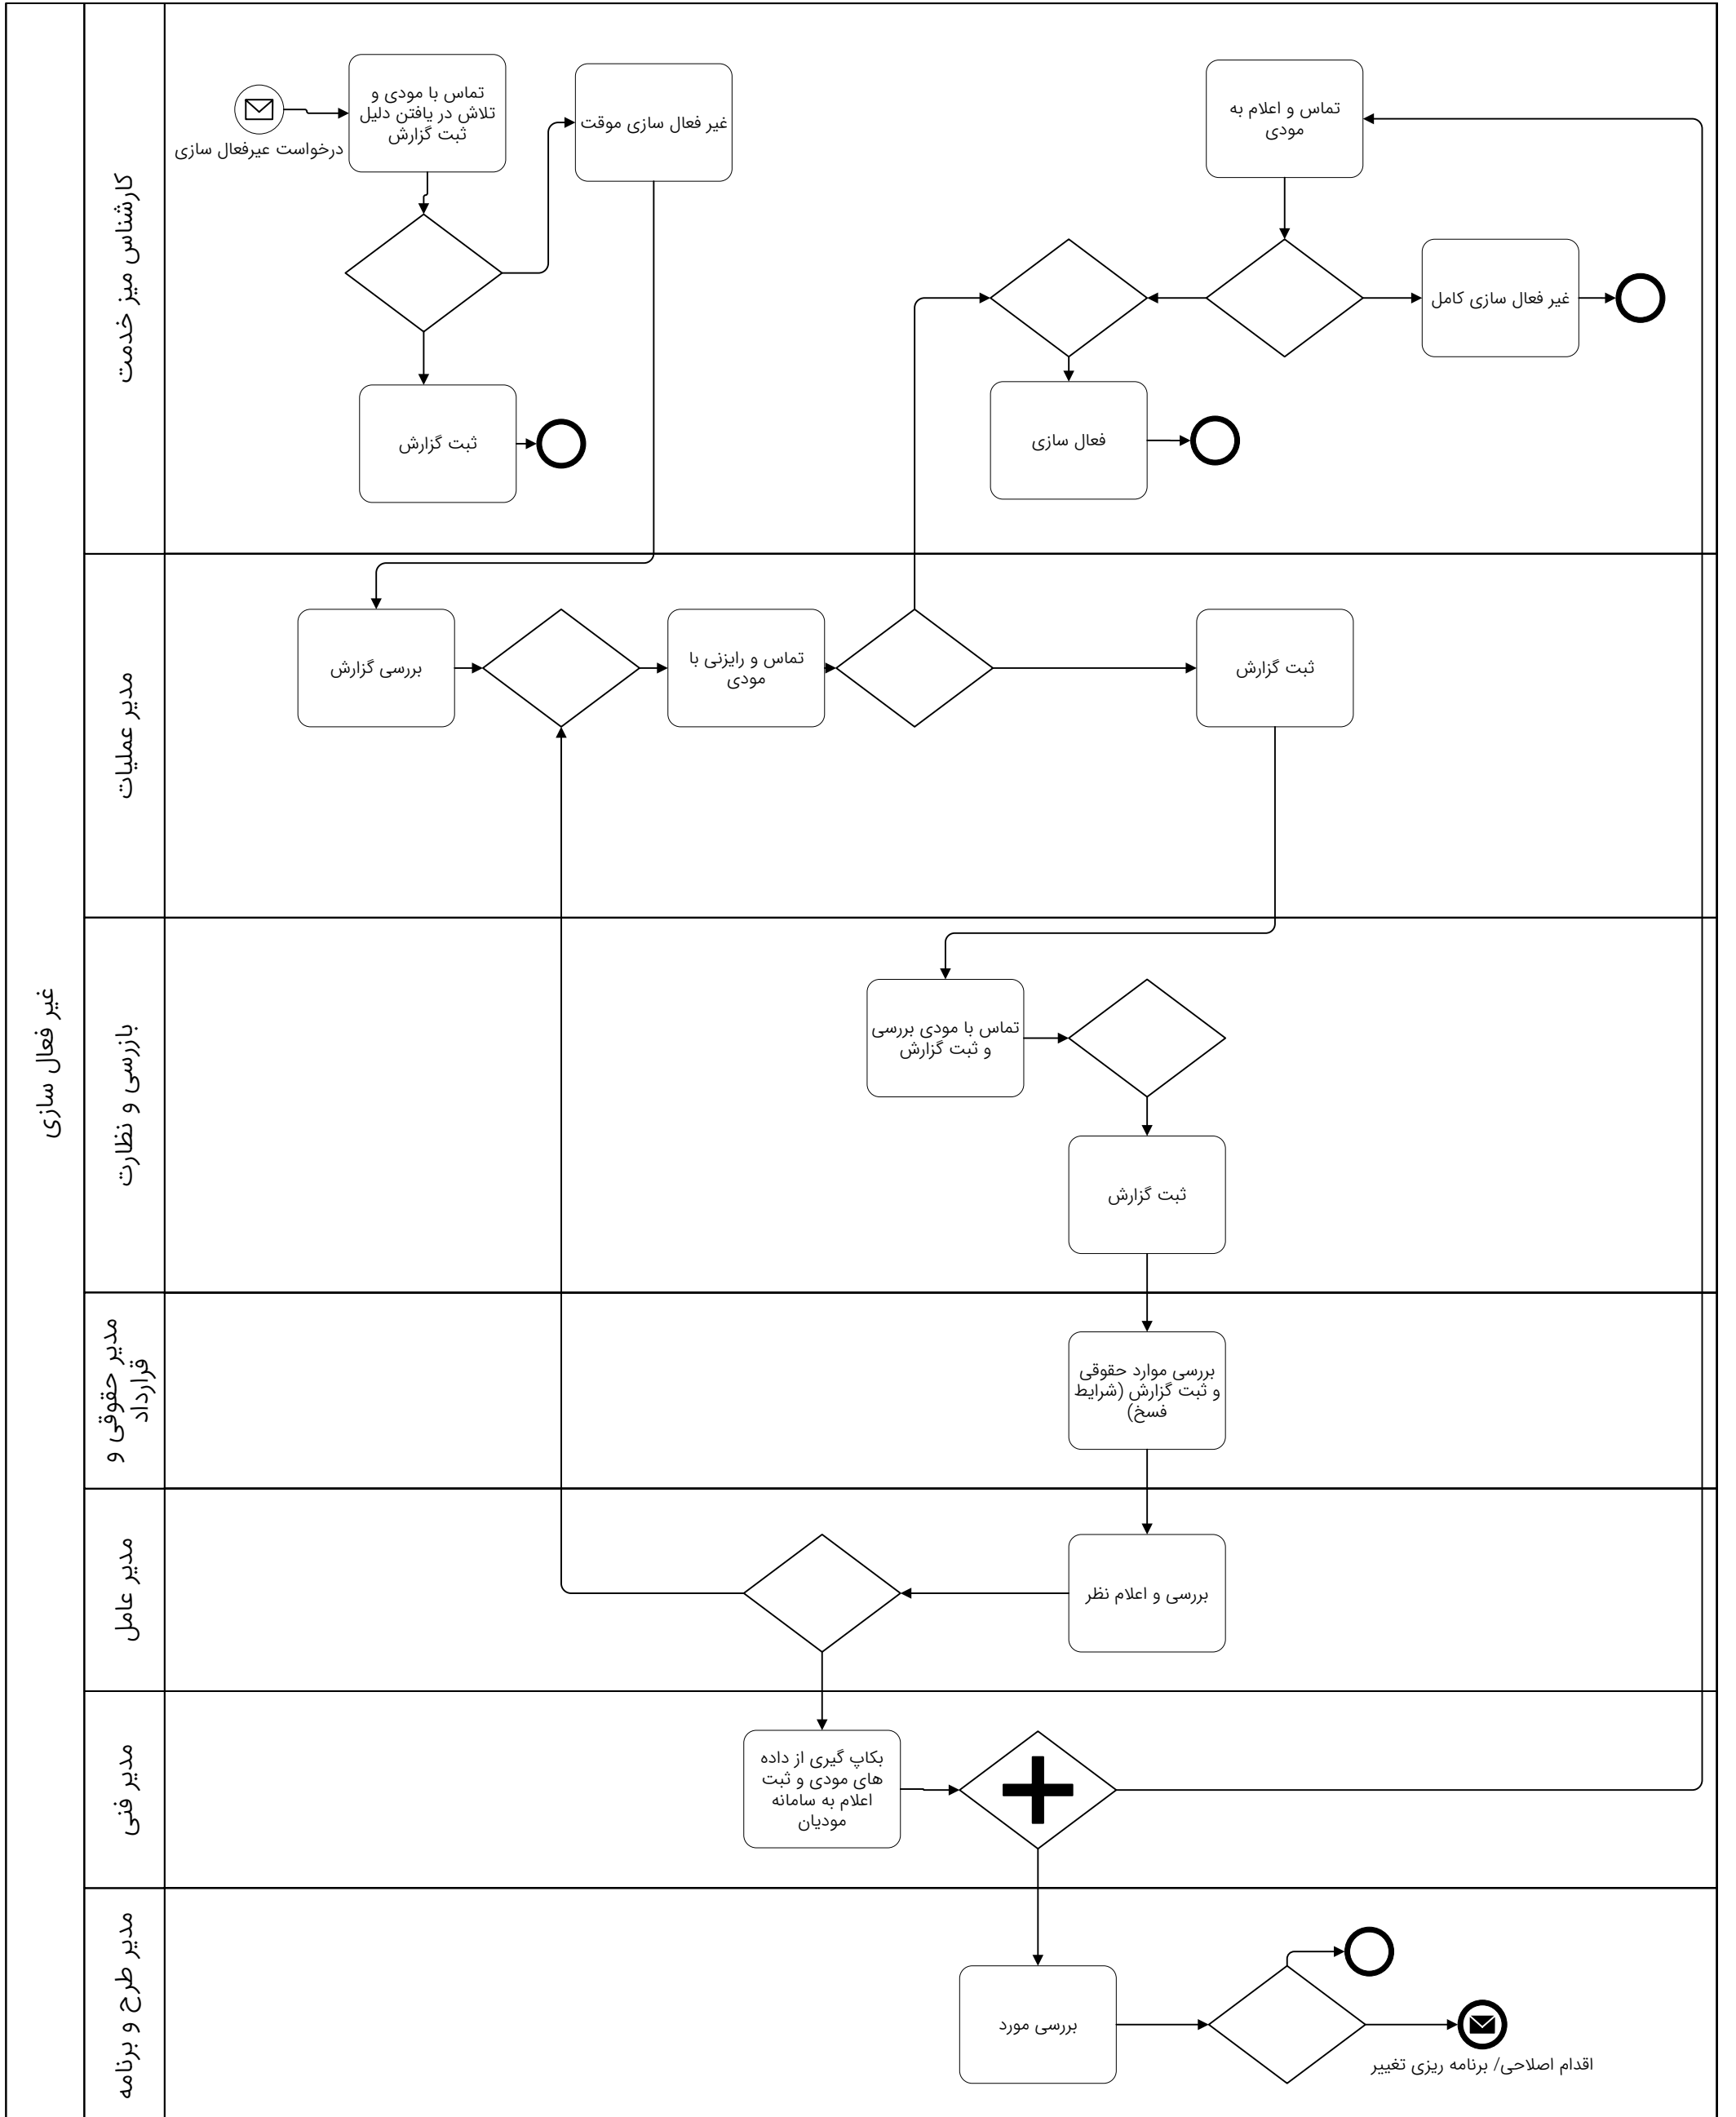 غیر فعال سازی
کارشناس میز خدمت
درخواست عیرفعال سازی
تماس با مودی و
تلاش در یافتن دلیل
ثبت گزارش
غیر فعال سازی موقت
ثبت گزارش
تماس و اعلام به
مودی
غیر فعال سازی کامل
فعال سازی
مدیر عملیات
بررسی گزارش
تماس و رایزنی با
مودی
ثبت گزارش
بازرسی و نظارت
تماس با مودی بررسی
و ثبت گزارش
ثبت گزارش
مدیر حقوقی و
قرارداد
بررسی موارد حقوقی
و ثبت گزارش (شرایط
فسخ)
مدیر عامل
بررسی و اعلام نظر
مدیر فنی
بکاپ گیری از داده
های مودی و ثبت
اعلام به سامانه
مودیان
مدیر طرح و برنامه
بررسی مورد
اقدام اصلاحی/ برنامه ریزی تغییر